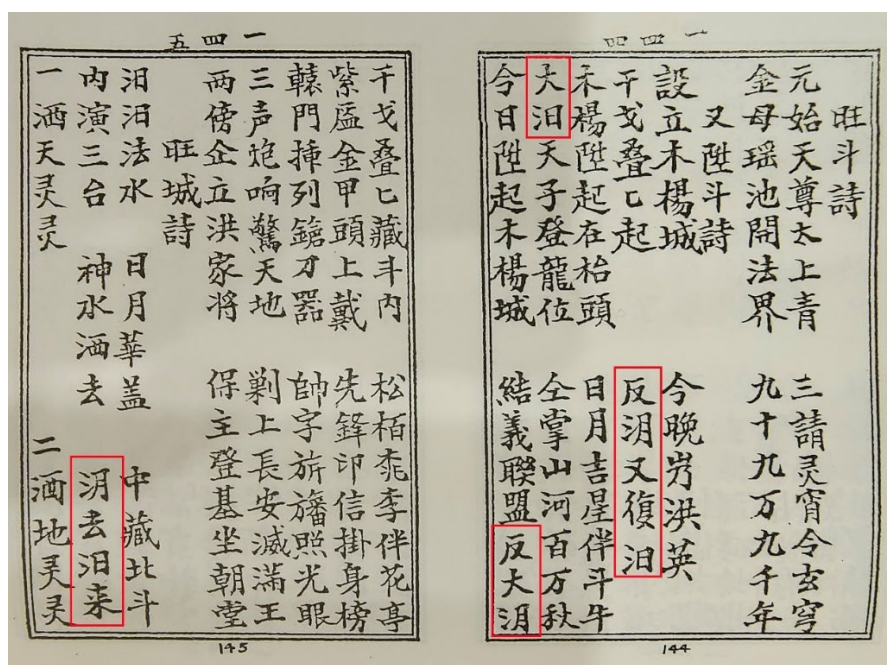 一四四
旺斗詩
元始天尊太上青 三請灵宵令玄穹
金母瑶池開法界 九十九万九千年
又陞斗詩
設立木楊城 今晚岁洪英
干戈叠匕起 反㳉又復汨
木楊陞起在枱頭 日月吉星伴斗牛
大汨天子登龍位 仝掌山河百万秋
今日陞起木楊城 結義聯盟反大㳉
144
一四五
干戈叠匕藏斗內 松栢桃李伴花亭
紫盔金甲頭上戴 先鋒印信掛身榜
轅門挿列鎗刀器 帥字旂旛照光眼
三声炮响驚天地 剿上長安滅滿王
两傍企立洪家将 保主登基坐朝堂
旺城詩
汨汨法水 日月華盖 中藏北斗
內演三台 神水洒去 㳉去汨来
一洒天灵灵 二洒地灵灵
145